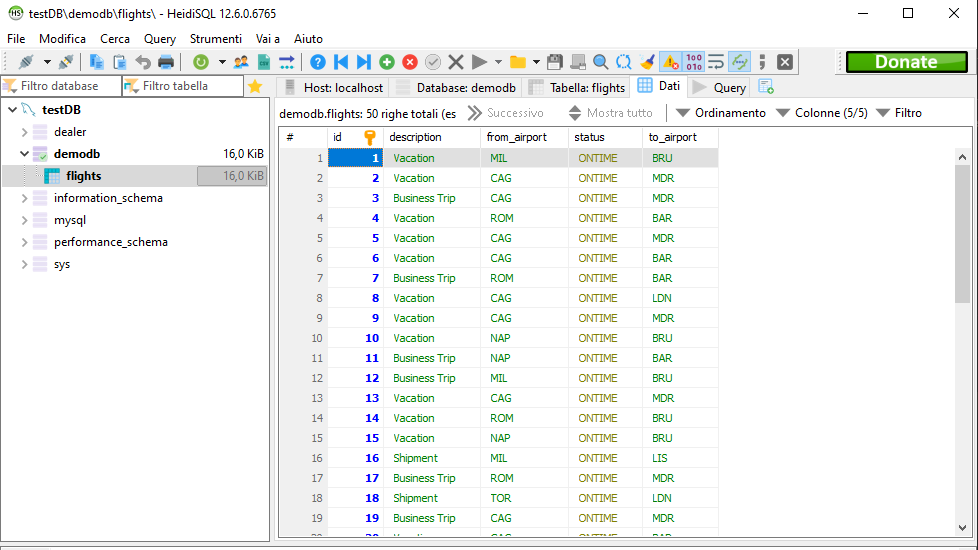 testDB\demodb\flights\ - HeidiSQL 12.6.0.6765
File Modifica Cerca Query Strumenti Vai a Aiuto
Donate
Filtro database Filtro tabella
Host: localhost Database: demodb Tabella: flights Dati Query
testDB
dealer
demodb 16,0 KiB
flights 16,0 KiB
information_schema
mysql
performance_schema
sys
demodb.flights: 50 righe totali (es Successivo Mostra tutto Ordinamento Colonne (5/5) Filtro
# id description from_airport status to_airport
1 1 Vacation MIL ONTIME BRU
2 2 Vacation CAG ONTIME MDR
3 3 Business Trip CAG ONTIME MDR
4 4 Vacation ROM ONTIME BAR
5 5 Vacation CAG ONTIME MDR
6 6 Vacation CAG ONTIME BAR
7 7 Business Trip ROM ONTIME BAR
8 8 Vacation CAG ONTIME LDN
9 9 Vacation CAG ONTIME MDR
10 10 Vacation NAP ONTIME BRU
11 11 Business Trip NAP ONTIME BAR
12 12 Business Trip MIL ONTIME BRU
13 13 Vacation CAG ONTIME MDR
14 14 Vacation ROM ONTIME BRU
15 15 Vacation NAP ONTIME BRU
16 16 Shipment MIL ONTIME LIS
17 17 Business Trip ROM ONTIME MDR
18 18 Shipment TOR ONTIME LDN
19 19 Business Trip CAG ONTIME MDR
20 20 Vacation CAG ONTIME BAR